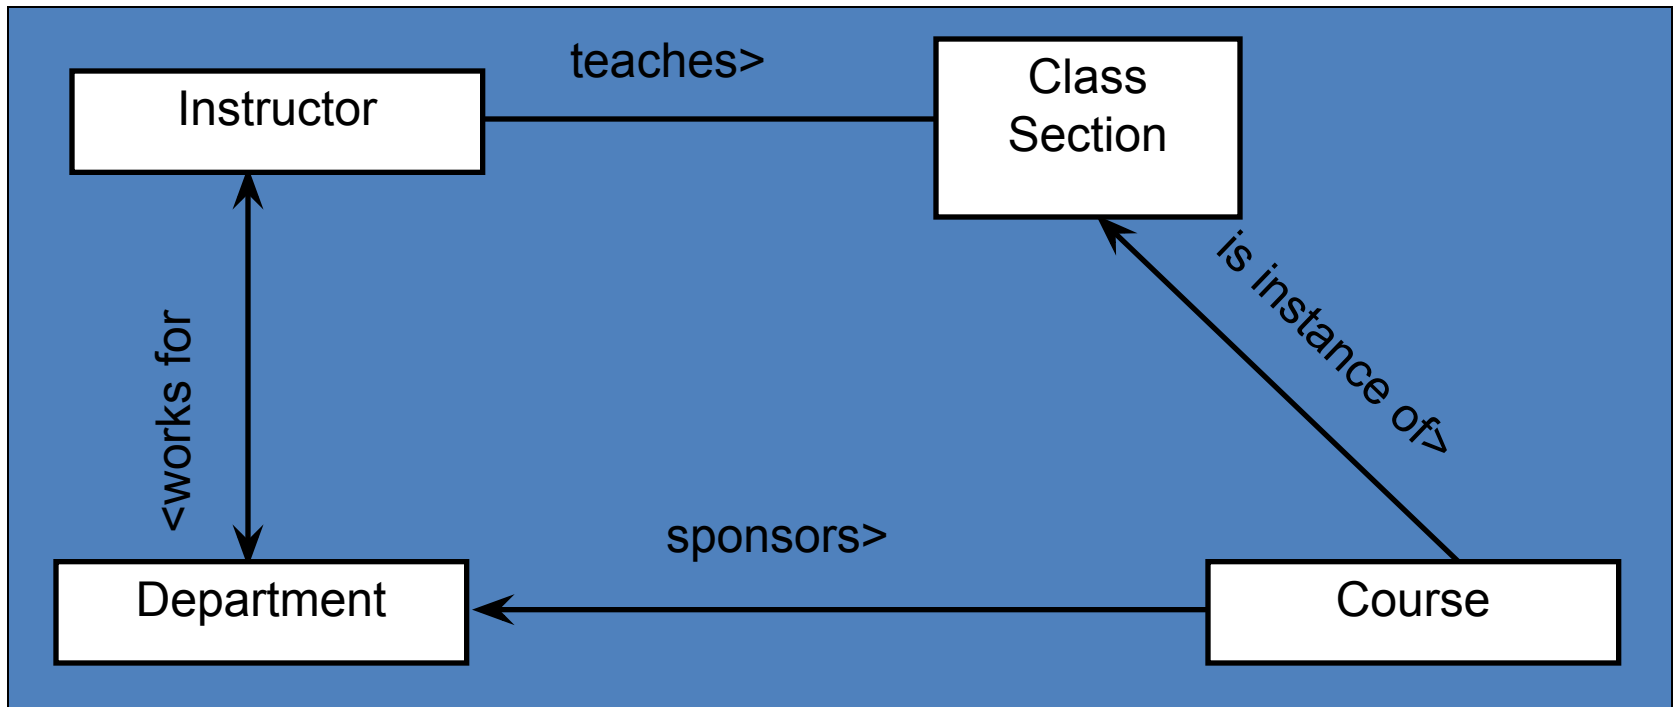 teaches>
Instructor
Class
Section
is instance of>
<works for
sponsors>
Department
Course